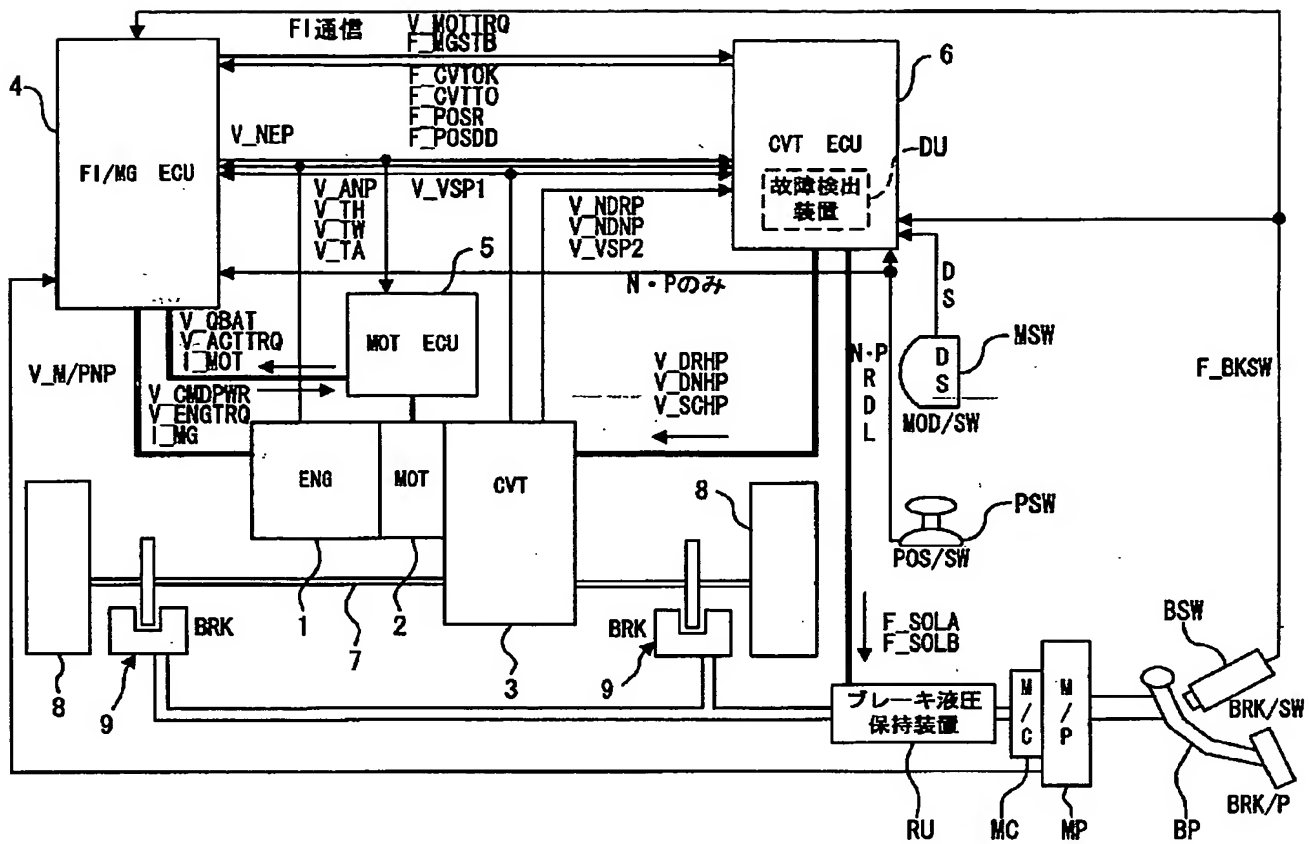 FI通信
V_MOTTRQ
F_MGSTB
6
4
F_CVTOK
F_CVTTO
F_POSR
F_POSDD
V_NEP
CVT ECU
DU
FI/MG ECU
故障検出
装置
V_ANP
V_TH
V_TW
V_TA
V_VSP1
V_NDRP
V_NDNP
V_VSP2
5
N・Pのみ
DS
V_QBAT
V_ACTTRQ
I_MOT
MOT ECU
MSW
DS
V_M/PNP
V_CMDPWR
V_ENGTRQ
I_MG
V_DRHP
V_DNHP
V_SCHP
N・P
R
D
L
F_BKSW
MOD/SW
ENG
MOT
CVT
8
PSW
POS/SW
BRK
1
2
7
3
BRK
F_SOLA
F_SOLB
BSW
8
9
9
ブレーキ液圧
保持装置
M/C
M/P
BRK/SW
BRK/P
RU
MC
MP
BP